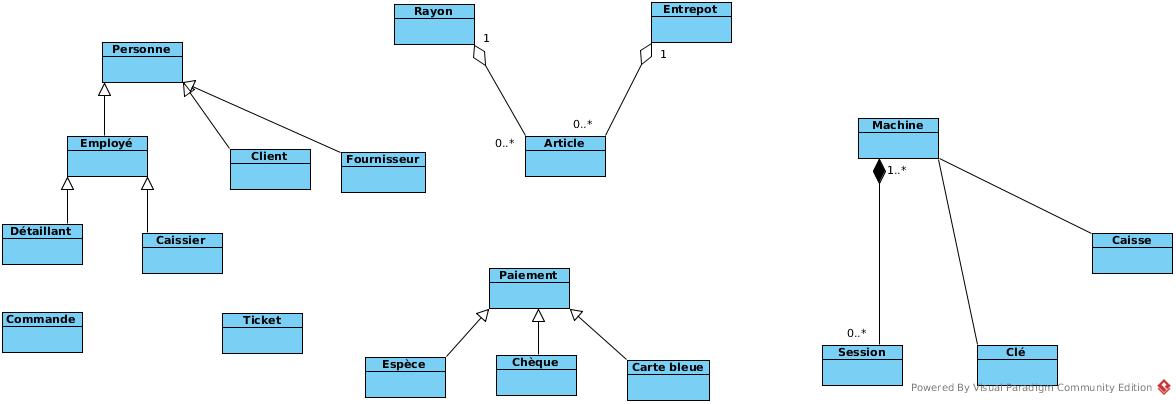 Rayon
Entrepot
1
1
Personne
0..*
0..*
Employé
Client
Fournisseur
Article
Machine
1..*
Détaillant
Caissier
Caisse
Paiement
Commande
Ticket
0..*
Espèce
Chèque
Carte bleue
Session
Clé
Powered By Visual Paradigm Community Edition